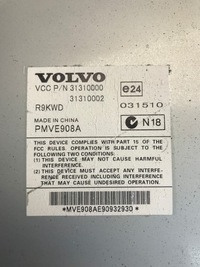 VOLVO
VCC P/N 31310000
31310002
R9KWD
e24
031510
MADE IN CHINA
PMVE908A
N18
THIS DEVICE COMPLIES WITH PART 15 OF THE
FCC RULES. OPERATION IS SUBJECT TO THE
FOLLOWING TWO CONDITIONS:
(1) THIS DEVICE MAY NOT CAUSE HARMFUL
INTERFERENCE.
(2) THIS DEVICE MUST ACCEPT ANY INTERFE-
RENCE RECEIVED, INCLUDING INTERFERENCE
THAT MAY CAUSE UNDESIRED OPERATION.
*MVE908AE90932930*